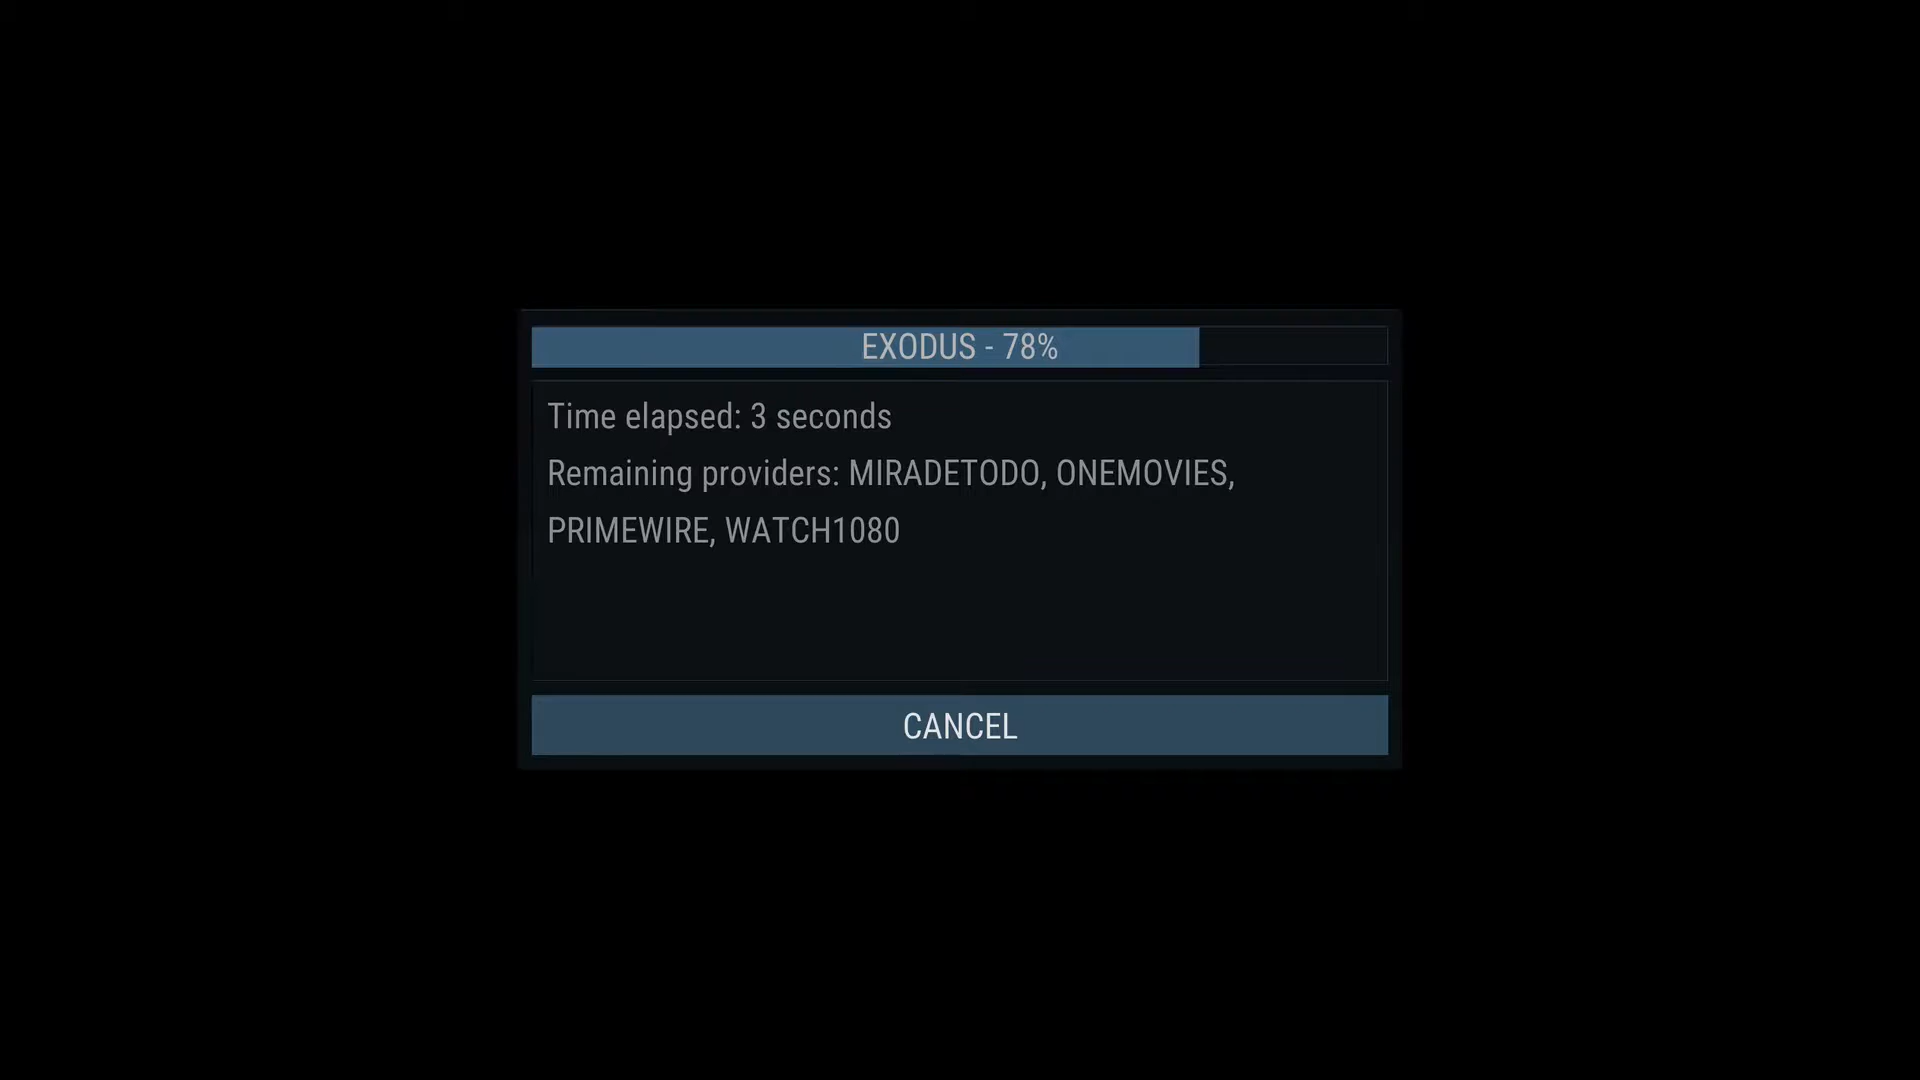 EXODUS - 78%
Time elapsed: 3 seconds
Remaining providers: MIRADETODO, ONEMOVIES,
PRIMEWIRE, WATCH1080
CANCEL